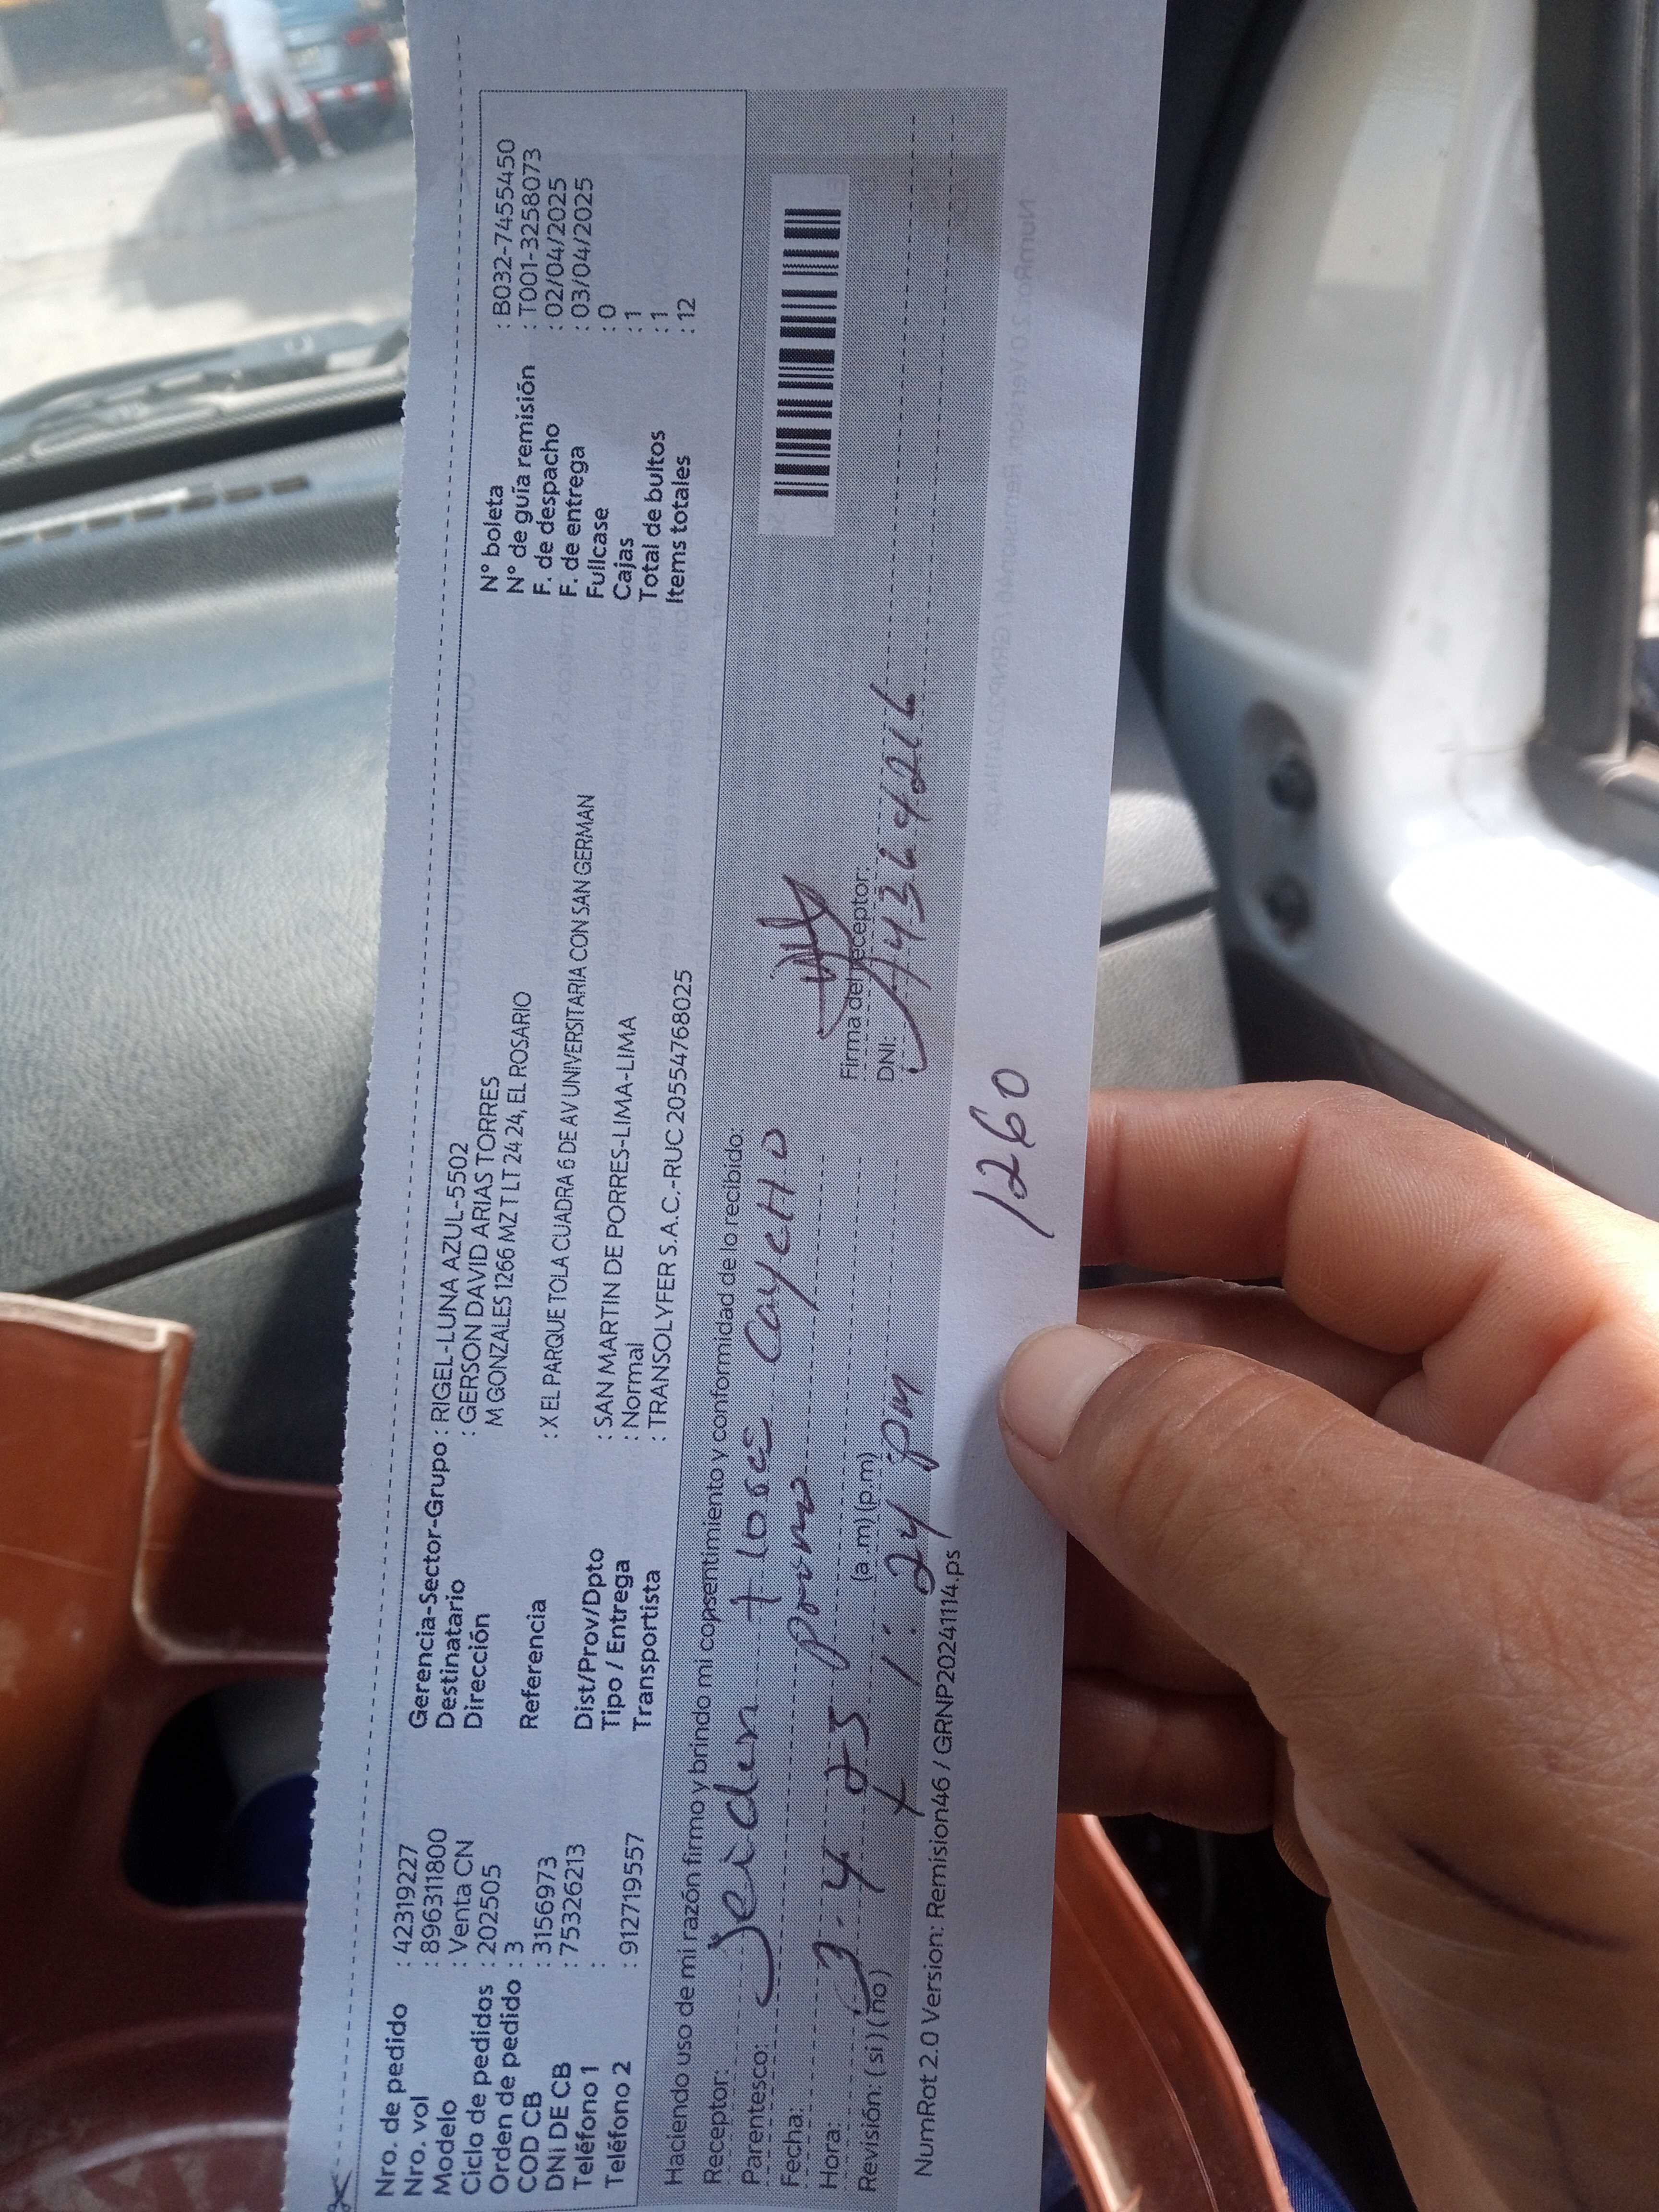 Nro. de pedido : 42319227
Nro. vol : 8963118OO
Modelo : Venta CN
Ciclo de pedidos : 202505
Orden de pedido : 3
COD CB : 3156973
DNI DE CB : 75326213
Teléfono 1 :
Teléfono 2 : 912719557
Gerencia-Sector-Grupo : RIGEL-LUNA AZUL-5502
Destinatario : GERSON DAVID ARIAS TORRES
Dirección M GONZALES 1266 MZ T LT 24 24, EL ROSARIO
Referencia : X EL PARQUE TOLA CUADRA 6 DE AV UNIVERSITARIA CON SAN GERMAN
Dist/Prov/Dpto : SAN MARTIN DE PORRES-LIMA-LIMA
Tipo / Entrega : Normal
Transportista : TRANSOLYFER S.A.C.-RUC 20554768025
N° boleta : B032-7455450
N° de guía remisión : T001-3258073
F. de despacho : 02/04/2025
F. de entrega : 03/04/2025
Fullcase : 0
Cajas : 1
Total de bultos : 1
Items totales : 12
Haciendo uso de mi razón firmo y brindo mi consentimiento y conformidad de lo recibido:
Receptor: Jeiden
Parentesco:
Fecha: 3-4-25
Hora: (a.m) (p.m) 1:24 pm
Revisión: ( si ) ( no )
Firma del receptor:
DNI:
NumRot 2.0 Version: Remision46 / GRNP20241114.ps
1260